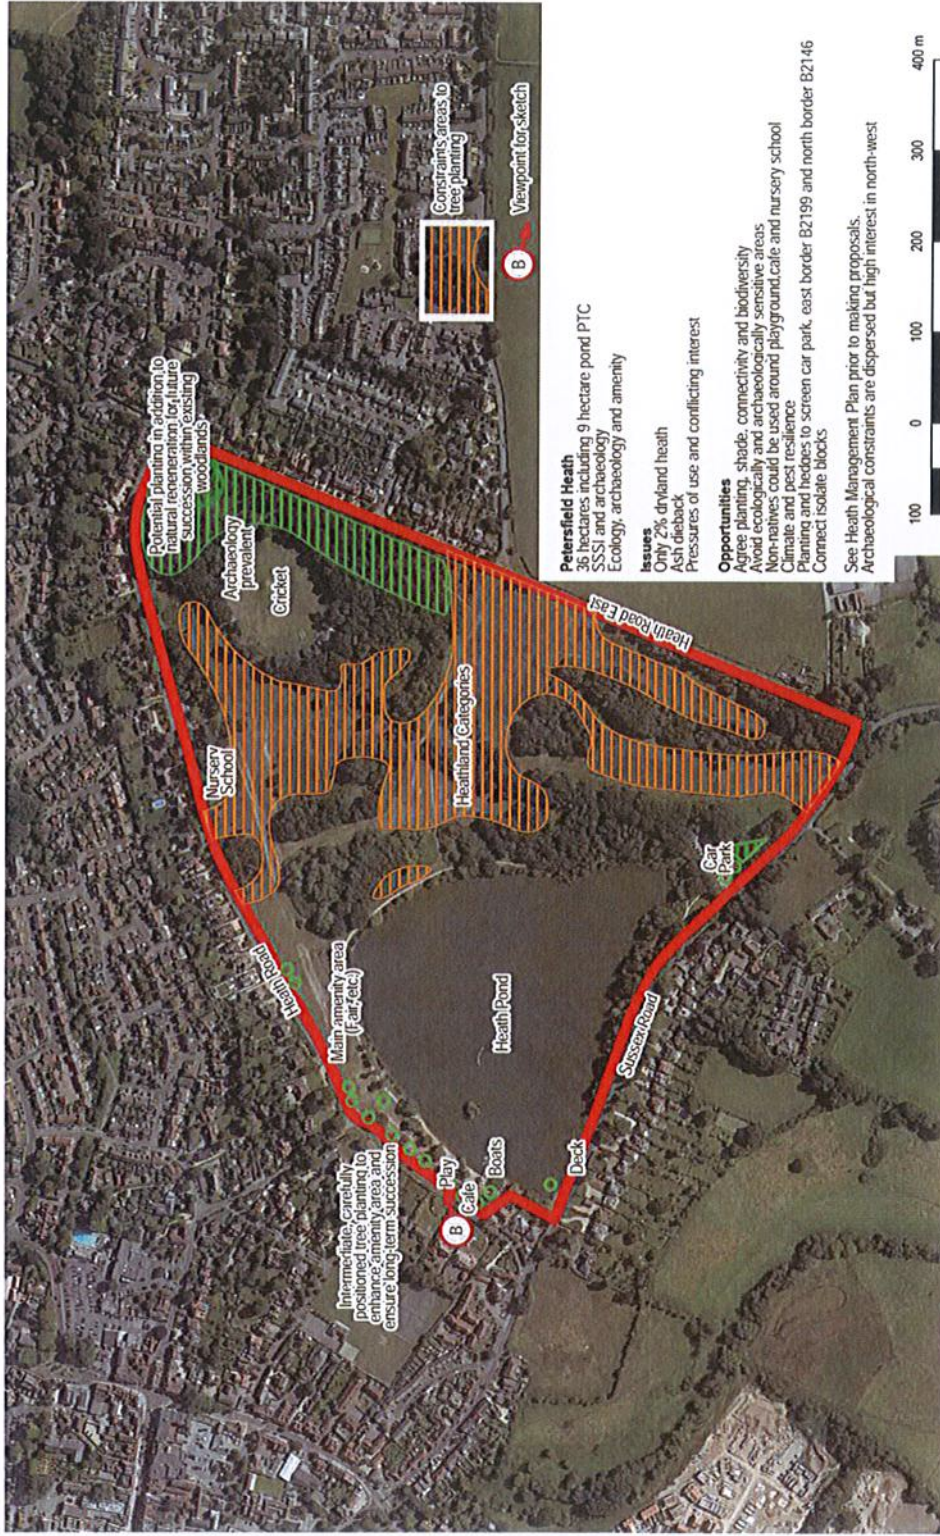 Potential planting in addition to
natural reneration for future
succession within existing
woodlands
Archaeology
prevalent
Cricket
Nursery
School
Heath Road
Main amenity area
(Fair etc.)
Intermediate, carefully
positioned tree planting to
enhance amenity area and
ensure long-term succession
Play
Cafe
Boats
B
Deck
Heath Pond
Heathland Categories
Heath Road East
Car
Park
Sussex Road
Constraints areas to
tree planting
B
Viewpoint for sketch
Petersfield Heath
36 hectares including 9 hectare pond PTC
SSSI and archaeology
Ecology, archaeology and amenity
Issues
Only 2% dryland heath
Ash dieback
Pressures of use and conflicting interest
Opportunities
Agree planting, shade, connectivity and biodiversity
Avoid ecologically and archaeologically sensitive areas
Non-natives could be used around playground,cafe and nursery school
Climate and pest resilience
Planting and hedges to screen car park, east border B2199 and north border B2146
Connect isolate blocks
See Heath Management Plan prior to making proposals.
Archaeological constraints are dispersed but high interest in north-west
100 0 100 200 300 400 m